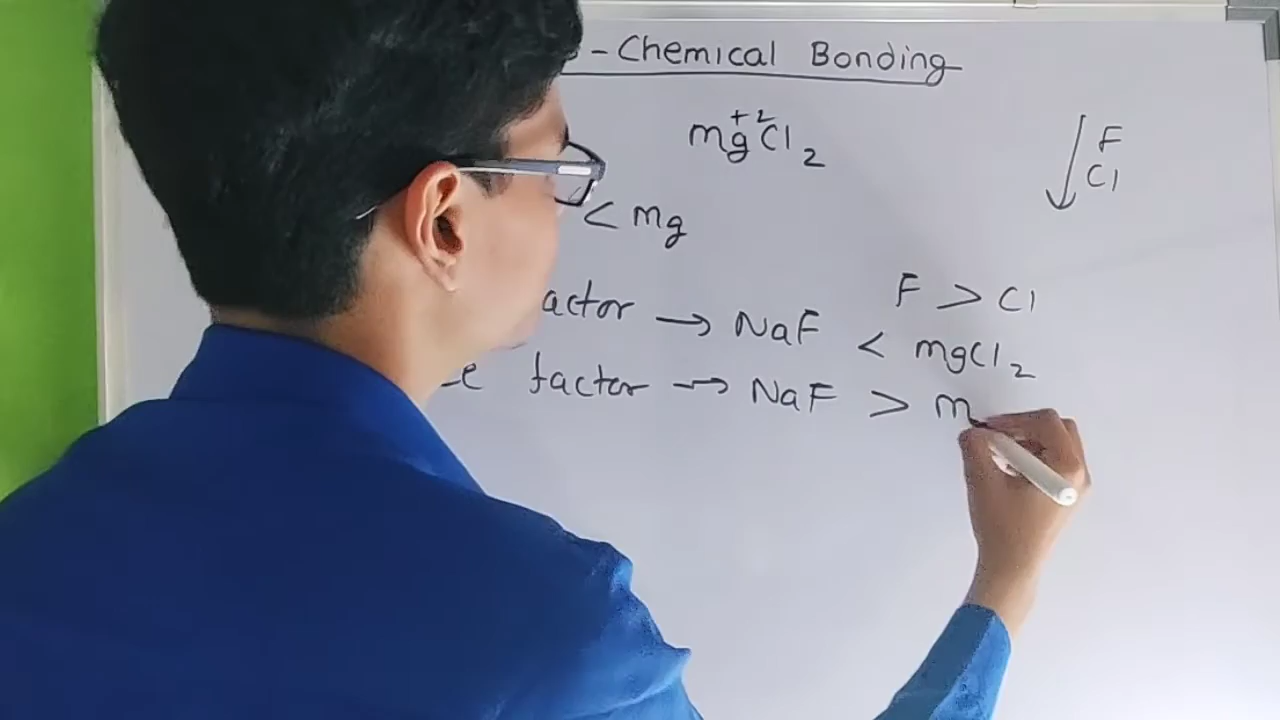 - Chemical Bonding
mg+2Cl2
F
Cl
< mg
F > Cl
actor → NaF < mgCl2
factor → NaF > m